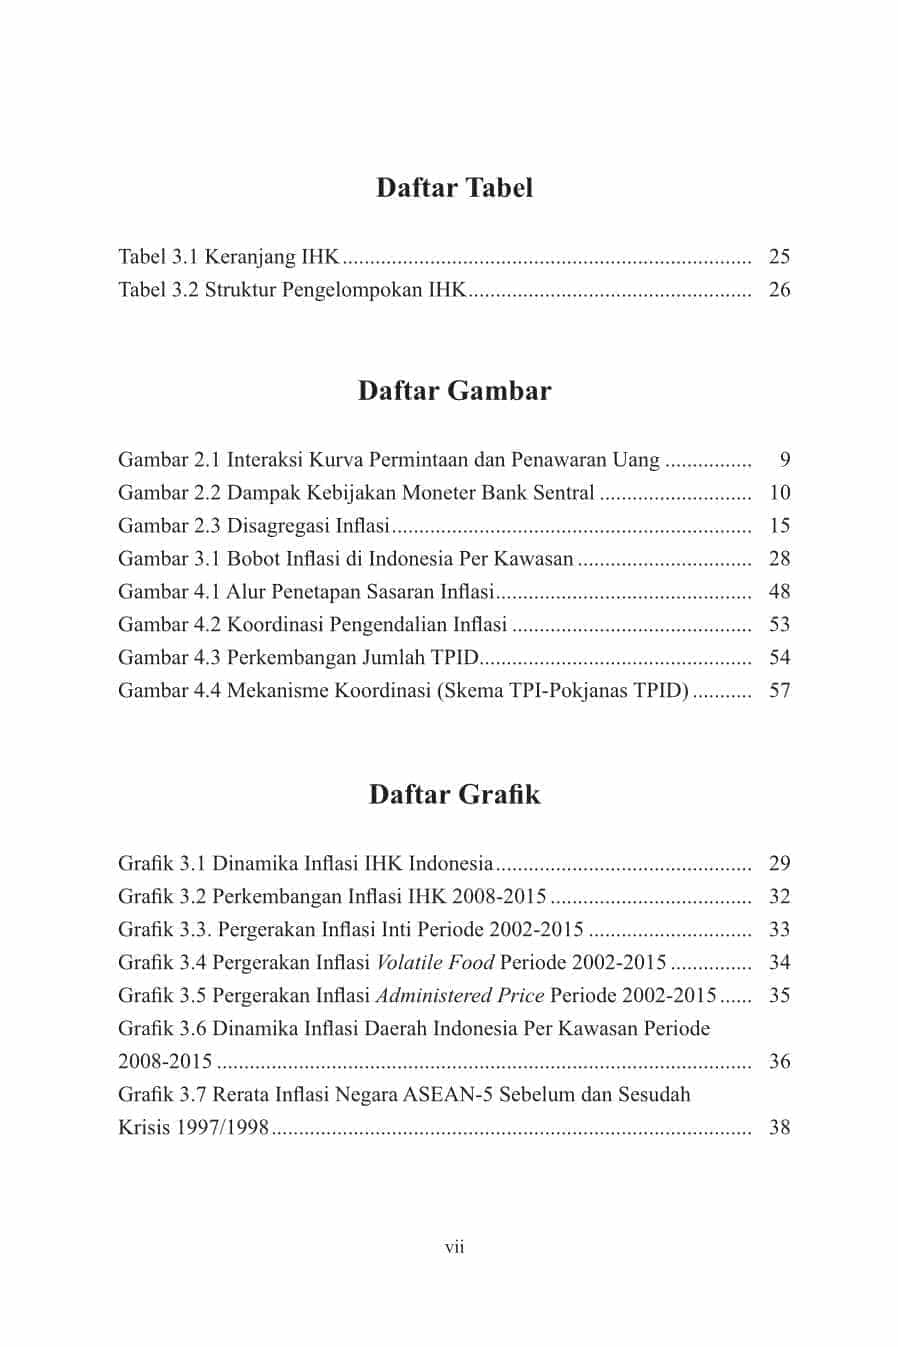 Daftar Tabel
Tabel 3.1 Keranjang IHK........................................................................... 25
Tabel 3.2 Struktur Pengelompokan IHK.................................................... 26
Daftar Gambar
Gambar 2.1 Interaksi Kurva Permintaan dan Penawaran Uang ................ 9
Gambar 2.2 Dampak Kebijakan Moneter Bank Sentral ............................ 10
Gambar 2.3 Disagregasi Inflasi.................................................................. 15
Gambar 3.1 Bobot Inflasi di Indonesia Per Kawasan ................................ 28
Gambar 4.1 Alur Penetapan Sasaran Inflasi............................................... 48
Gambar 4.2 Koordinasi Pengendalian Inflasi ............................................ 53
Gambar 4.3 Perkembangan Jumlah TPID.................................................. 54
Gambar 4.4 Mekanisme Koordinasi (Skema TPI-Pokjanas TPID) ........... 57
Daftar Grafik
Grafik 3.1 Dinamika Inflasi IHK Indonesia............................................... 29
Grafik 3.2 Perkembangan Inflasi IHK 2008-2015 ..................................... 32
Grafik 3.3. Pergerakan Inflasi Inti Periode 2002-2015 .............................. 33
Grafik 3.4 Pergerakan Inflasi Volatile Food Periode 2002-2015 ............... 34
Grafik 3.5 Pergerakan Inflasi Administered Price Periode 2002-2015 ...... 35
Grafik 3.6 Dinamika Inflasi Daerah Indonesia Per Kawasan Periode
2008-2015 .................................................................................................. 36
Grafik 3.7 Rerata Inflasi Negara ASEAN-5 Sebelum dan Sesudah
Krisis 1997/1998........................................................................................ 38
vii